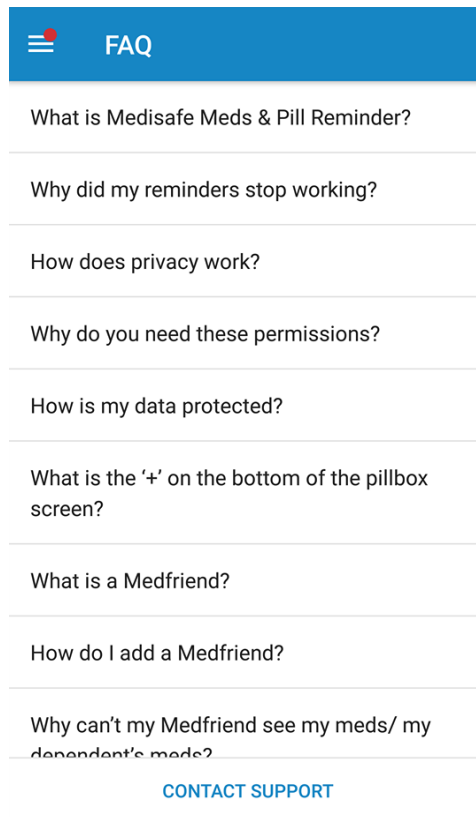 FAQ
What is Medisafe Meds & Pill Reminder?
Why did my reminders stop working?
How does privacy work?
Why do you need these permissions?
How is my data protected?
What is the ‘+’ on the bottom of the pillbox
screen?
What is a Medfriend?
How do I add a Medfriend?
Why can’t my Medfriend see my meds/ my
dependent’s meds?
CONTACT SUPPORT